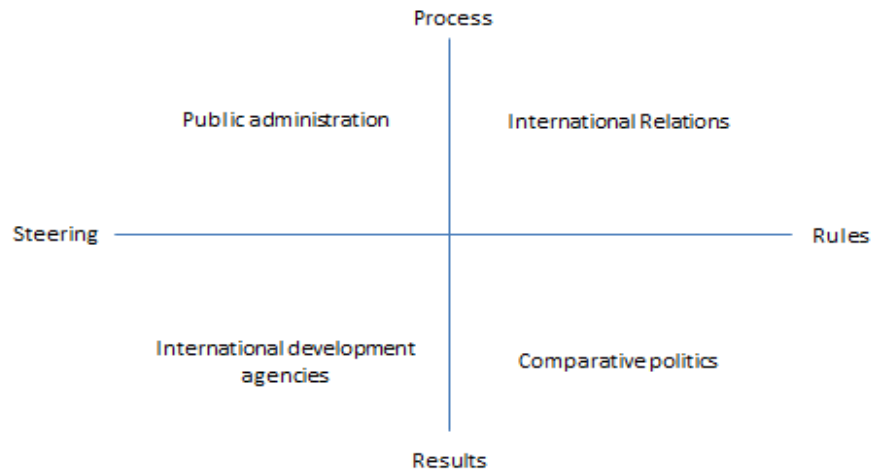 Process
Public administration
International Relations
Steering
Rules
International development
agencies
Comparative politics
Results